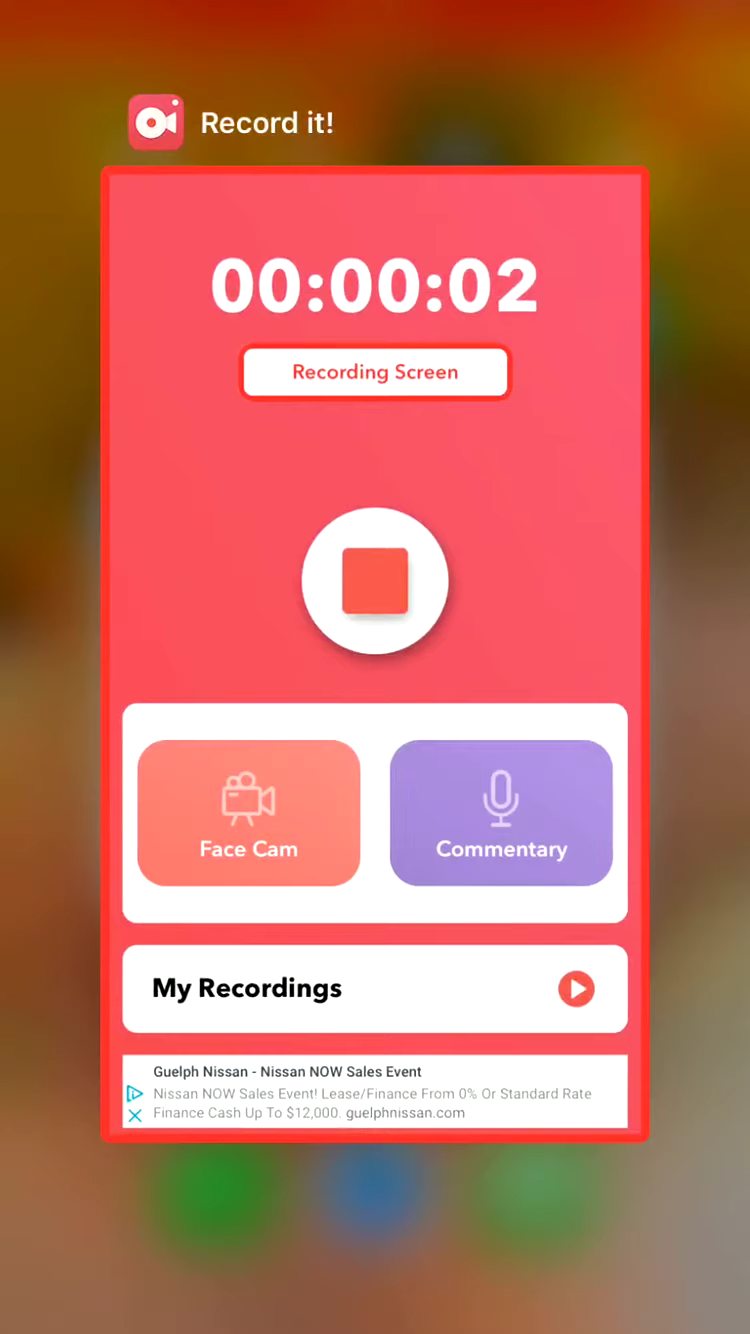 Record it!
00:00:02
Recording Screen
Face Cam
Commentary
My Recordings
Guelph Nissan - Nissan NOW Sales Event
Nissan NOW Sales Event! Lease/Finance From 0% Or Standard Rate
Finance Cash Up To $12,000. guelphnissan.com